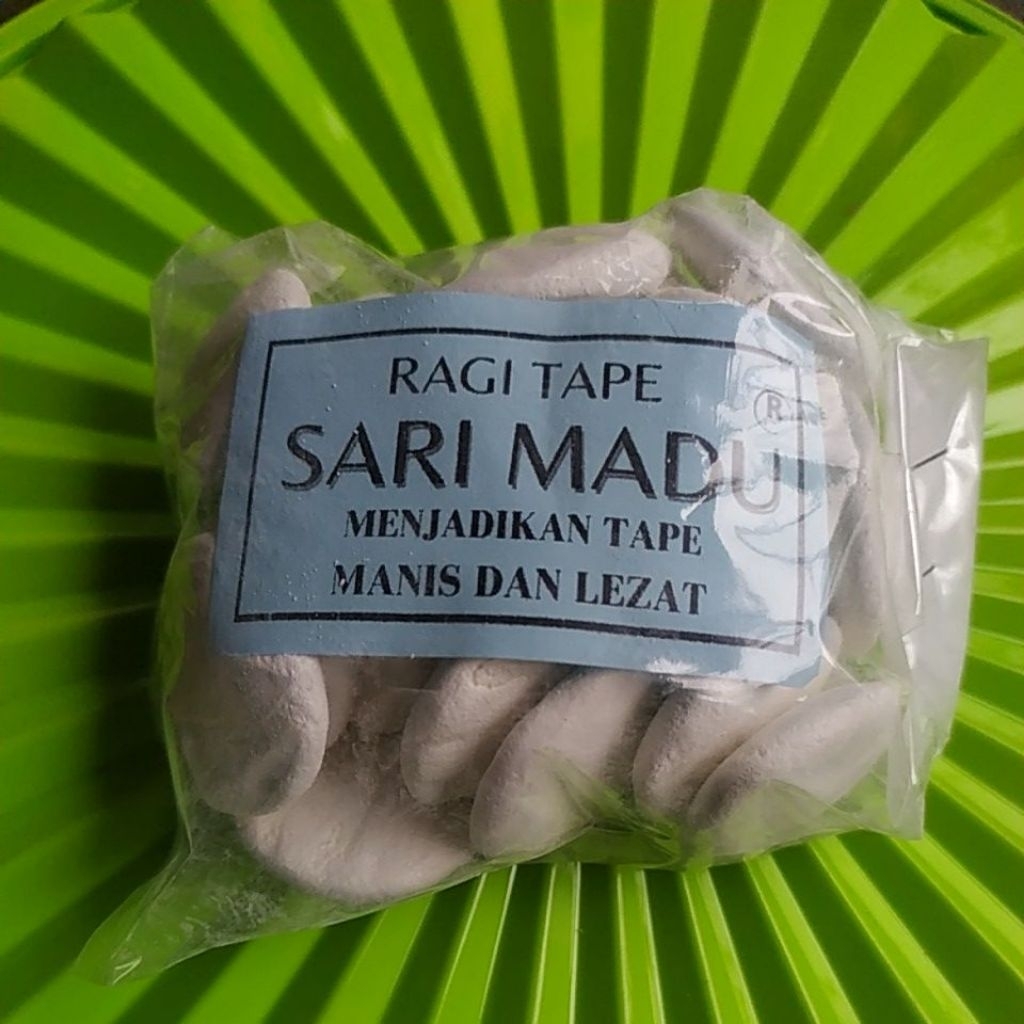 RAGI TAPE
SARI MADU ®
MENJADIKAN TAPE
MANIS DAN LEZAT